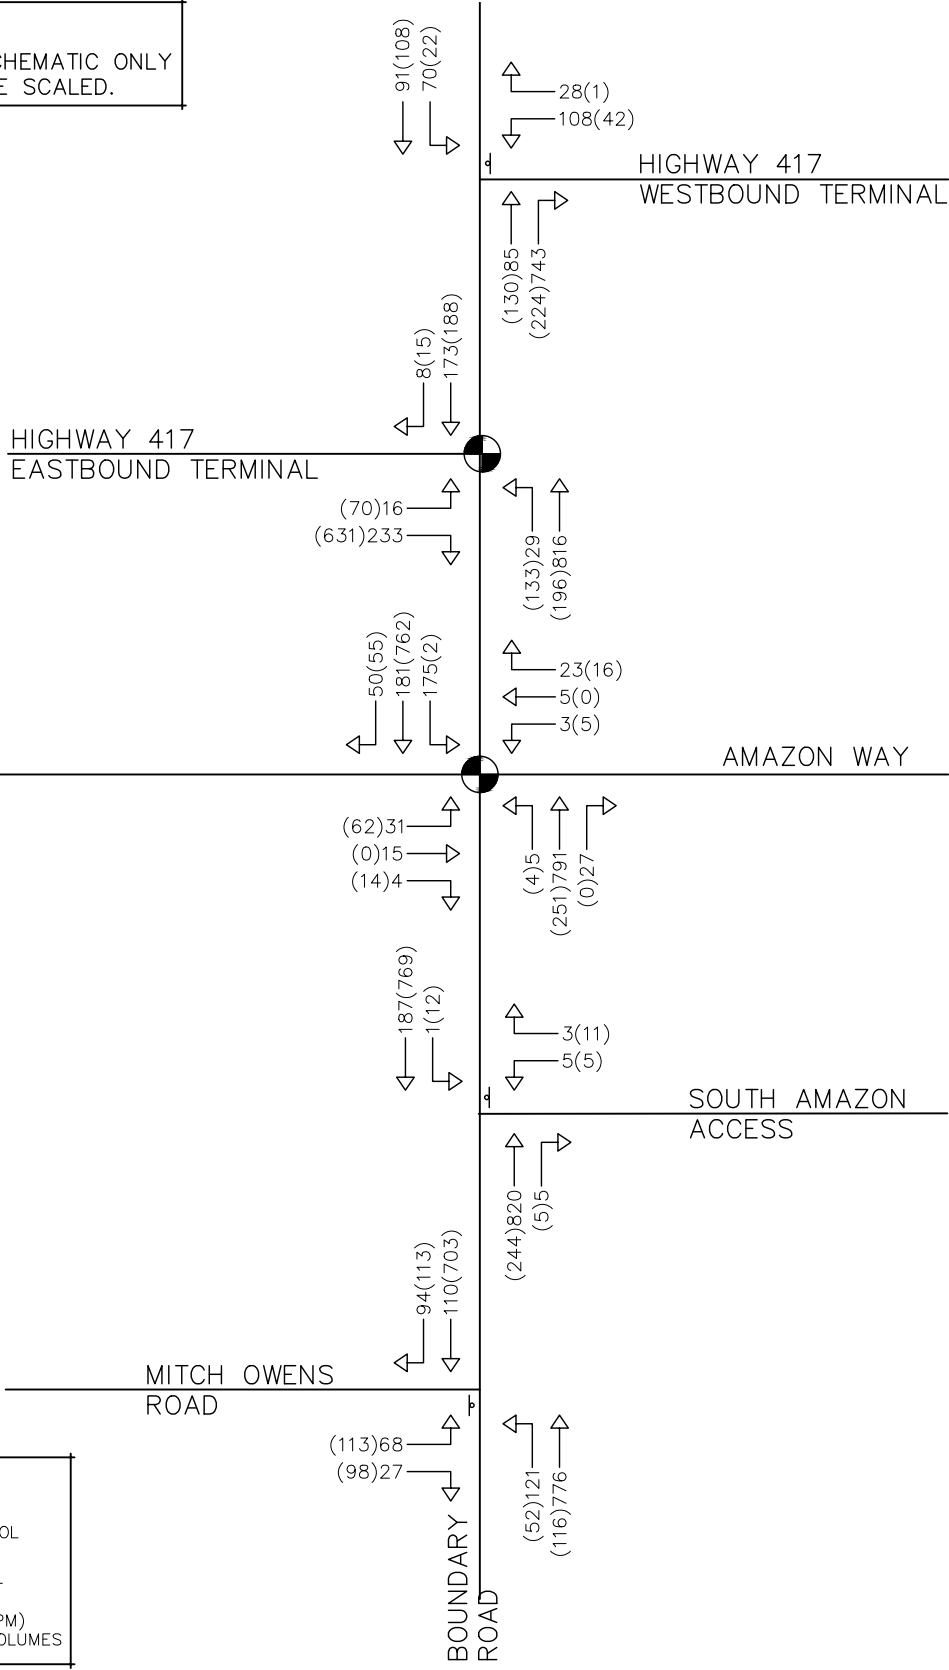 CHEMATIC ONLY
E SCALED.
91(108)
70(22)
28(1)
108(42)
HIGHWAY 417
WESTBOUND TERMINAL
(130)85
(224)743
8(15)
173(188)
HIGHWAY 417
EASTBOUND TERMINAL
(70)16
(631)233
(133)29
(196)816
50(55)
181(762)
175(2)
23(16)
5(0)
3(5)
AMAZON WAY
(62)31
(0)15
(14)4
(4)5
(251)791
(0)27
187(769)
1(12)
3(11)
5(5)
SOUTH AMAZON
ACCESS
(244)820
(5)5
94(113)
110(703)
MITCH OWENS
ROAD
(113)68
(98)27
(52)121
(116)776
BOUNDARY
ROAD
OL
PM)
OLUMES